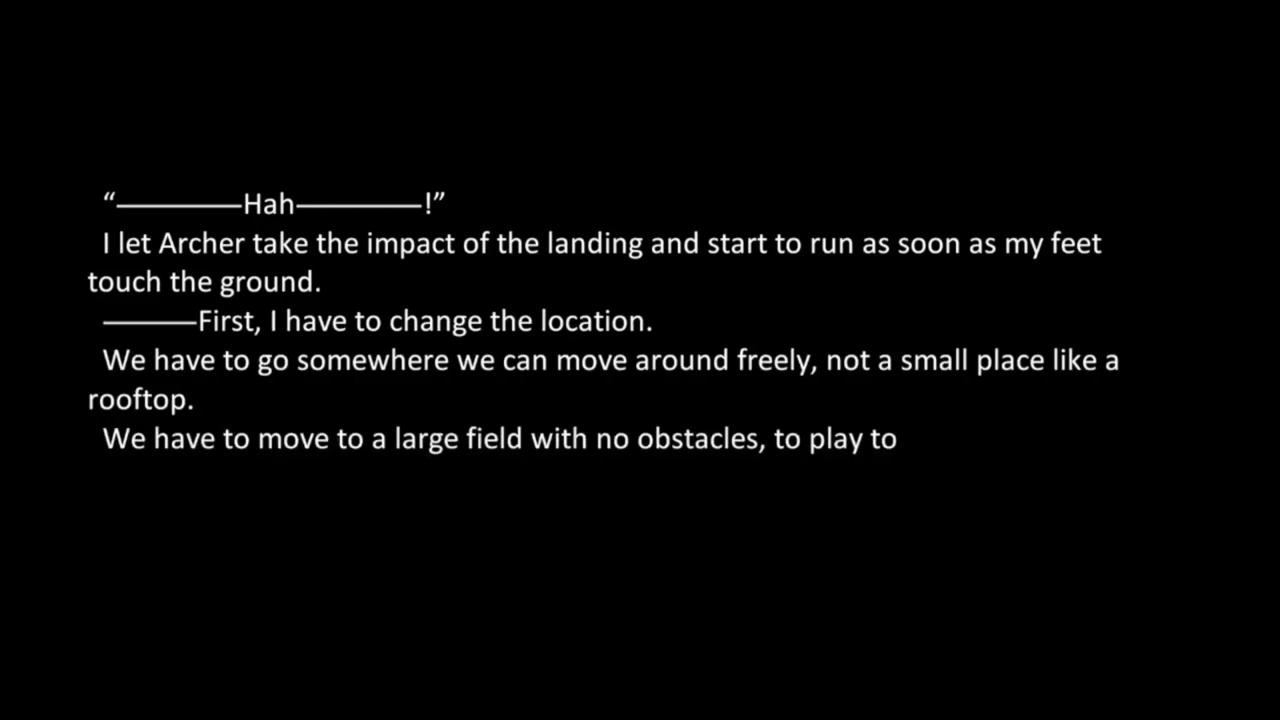 “————Hah————!”
I let Archer take the impact of the landing and start to run as soon as my feet
touch the ground.
———First, I have to change the location.
We have to go somewhere we can move around freely, not a small place like a
rooftop.
We have to move to a large field with no obstacles, to play to